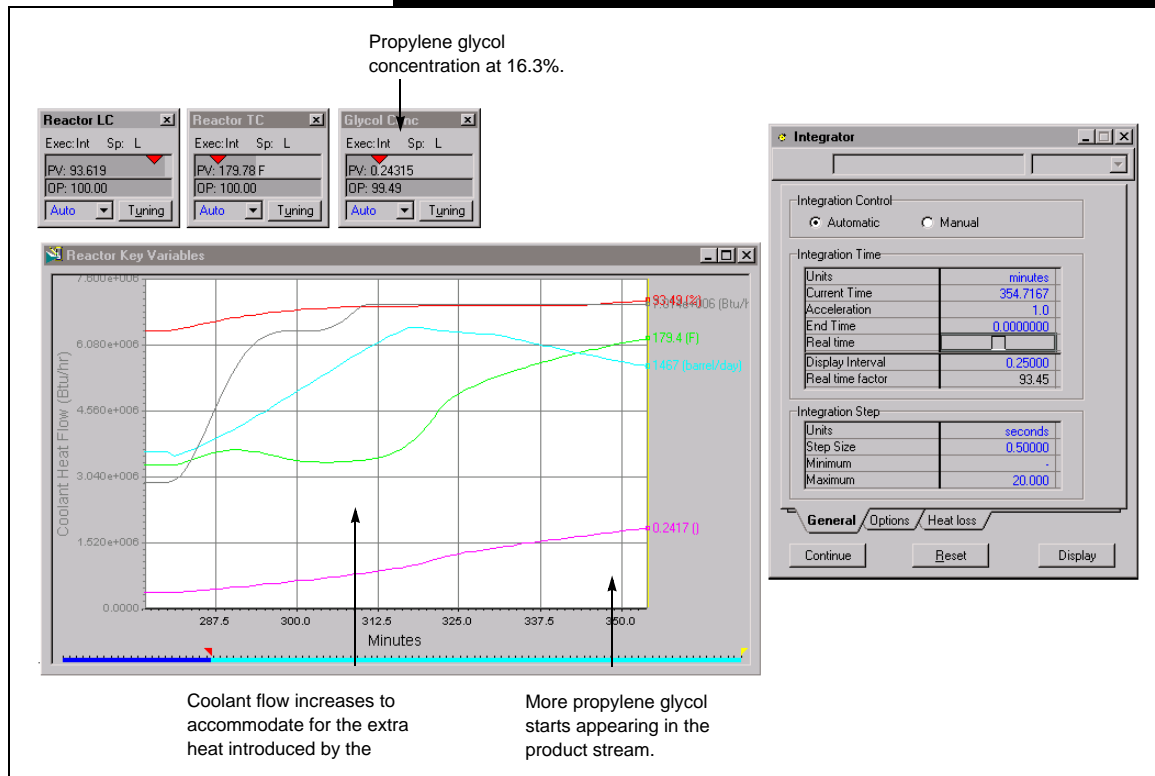 Propylene glycol
concentration at 16.3%.
Reactor LC
Exec:Int Sp: L
PV: 93.619
OP: 100.00
Auto Tuning
Reactor TC
Exec:Int Sp: L
PV: 179.78 F
OP: 100.00
Auto Tuning
Glycol Conc
Exec:Int Sp: L
PV: 0.24315
OP: 99.49
Auto Tuning
Reactor Key Variables
Coolant Heat Flow (Btu/hr)
7.600e+006
6.080e+006
4.560e+006
3.040e+006
1.520e+006
0.0000
93.49 (%)
179.4 (F)
1467 (barrel/day)
0.2417 ()
287.5 300.0 312.5 325.0 337.5 350.0
Minutes
Coolant flow increases to
accommodate for the extra
heat introduced by the
More propylene glycol
starts appearing in the
product stream.
Integrator
Integration Control
Automatic Manual
Integration Time
Units minutes
Current Time 354.7167
Acceleration 1.0
End Time 0.0000000
Real time
Display Interval 0.25000
Real time factor 93.45
Integration Step
Units seconds
Step Size 0.50000
Minimum -
Maximum 20.000
General Options Heat loss
Continue Reset Display